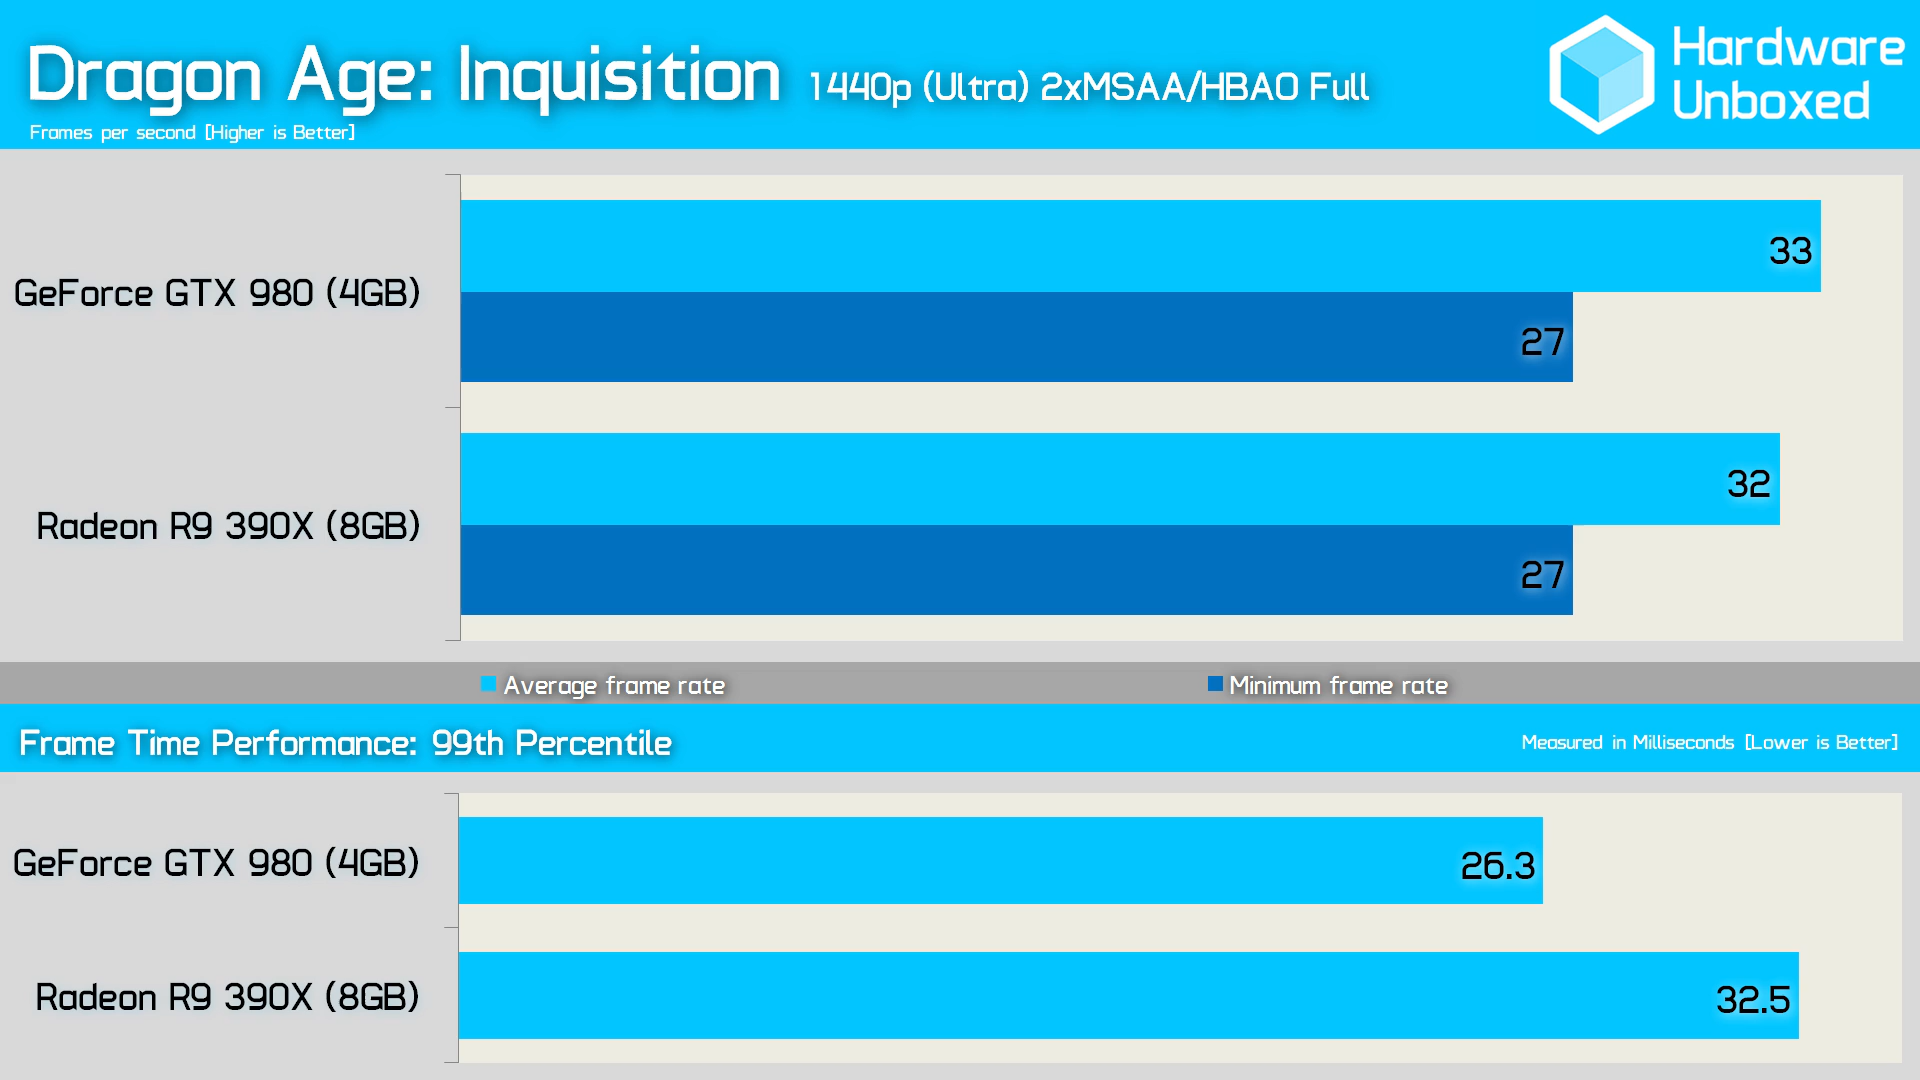 Dragon Age: Inquisition 1440p (Ultra) 2xMSAA/HBAO Full
Frames per second [Higher is Better]
Hardware
Unboxed
GeForce GTX 980 (4GB)
33
27
Radeon R9 390X (8GB)
32
27
Average frame rate
Minimum frame rate
Frame Time Performance: 99th Percentile
Measured in Milliseconds [Lower is Better]
GeForce GTX 980 (4GB)
26.3
Radeon R9 390X (8GB)
32.5